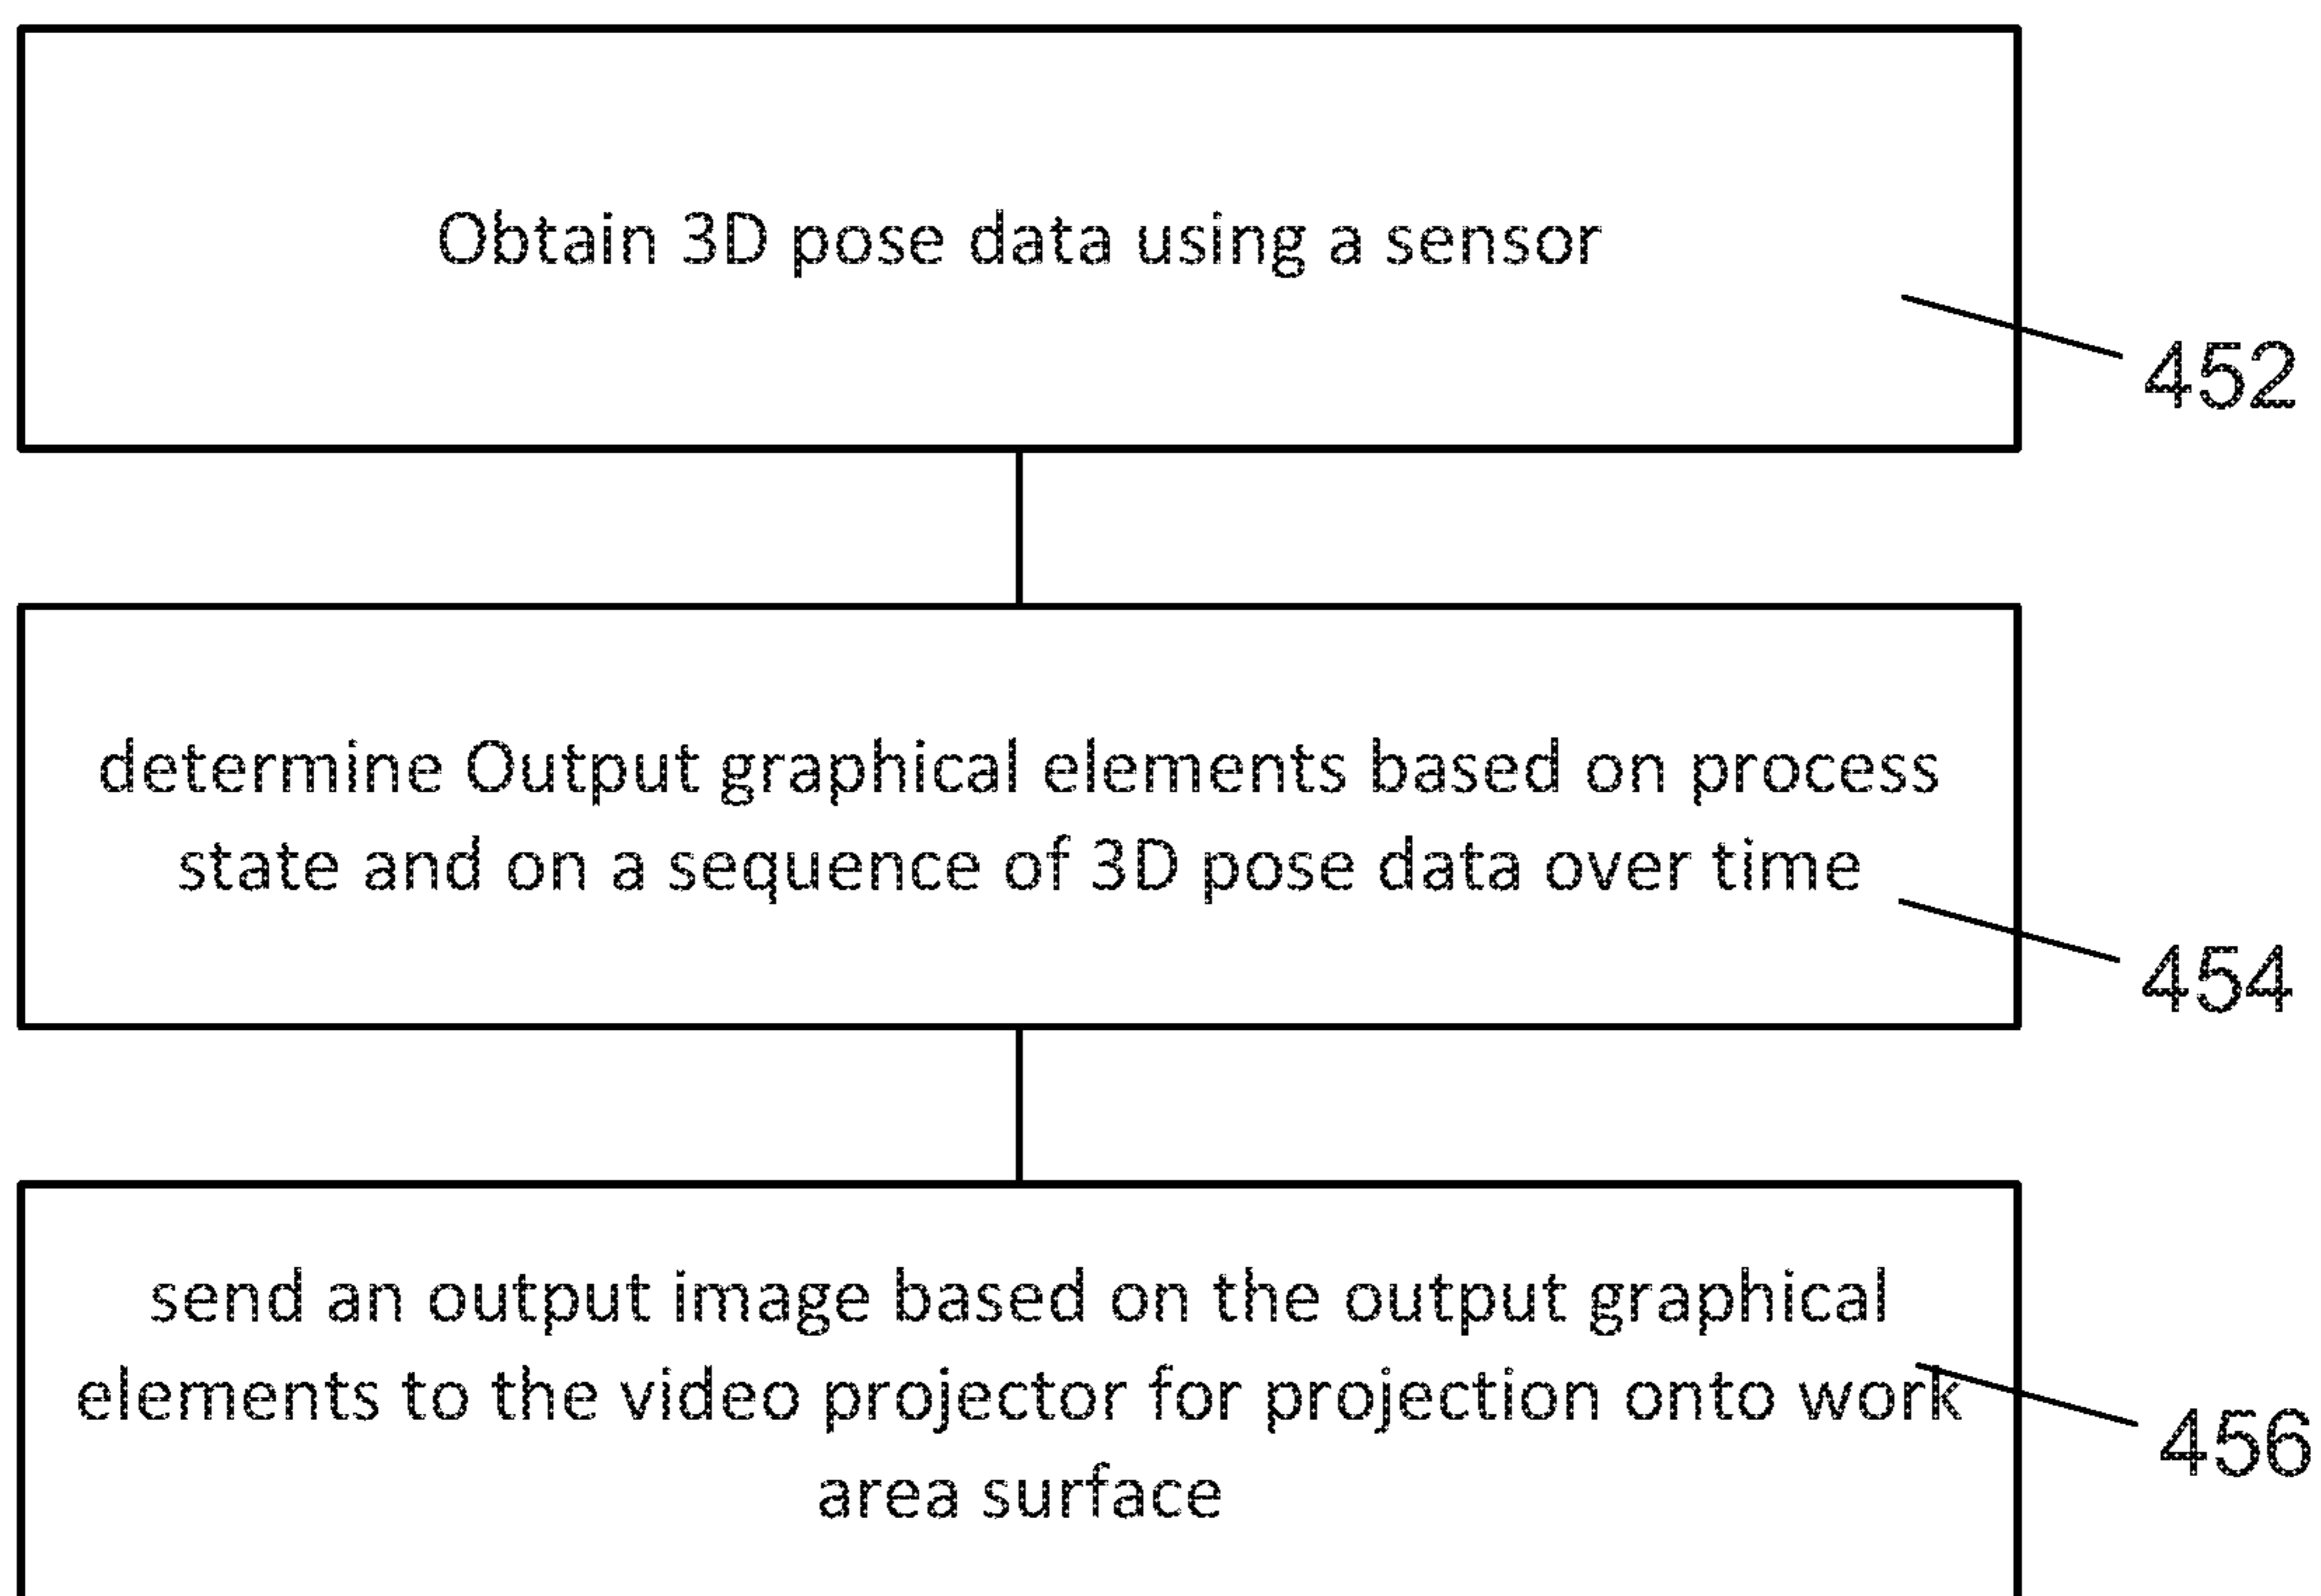 Obtain 3D pose data using a sensor
452
determine Output graphical elements based on process
state and on a sequence of 3D pose data over time
454
send an output image based on the output graphical
elements to the video projector for projection onto work
area surface
456